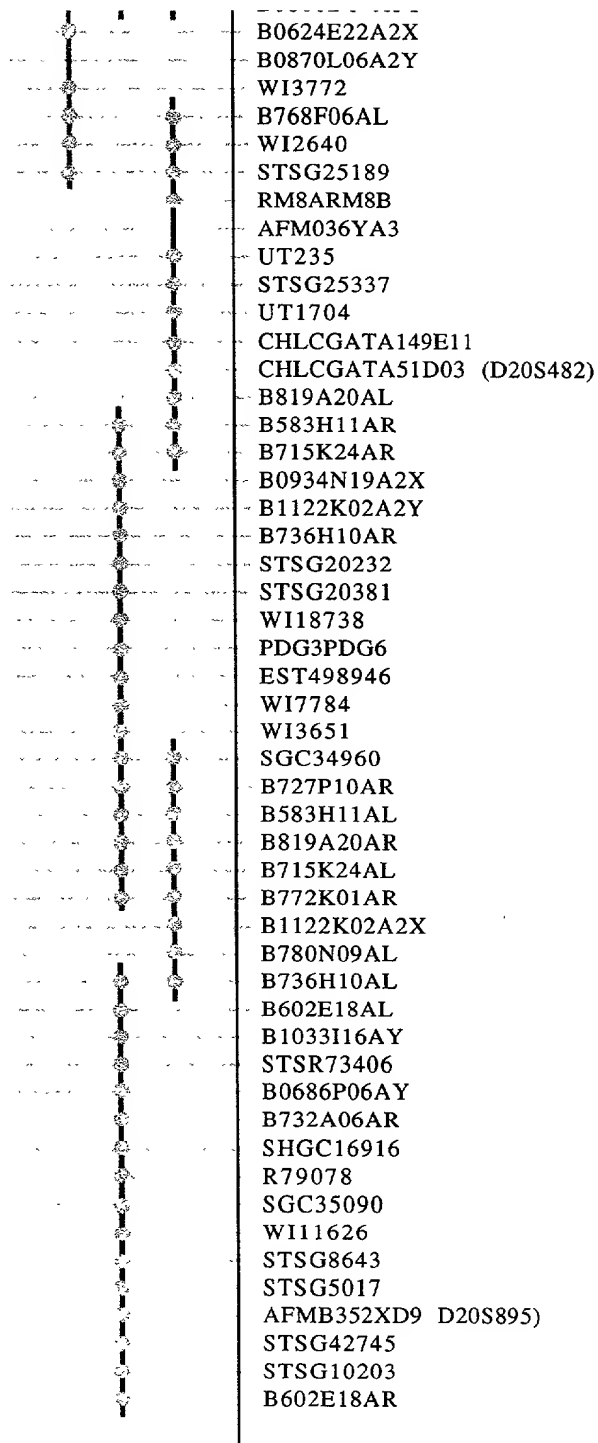 B0624E22A2X
B0870L06A2Y
WI3772
B768F06AL
WI2640
STSG25189
RM8ARM8B
AFM036YA3
UT235
STSG25337
UT1704
CHLCGATA149E11
CHLCGATA51D03 (D20S482)
B819A20AL
B583H11AR
B715K24AR
B0934N19A2X
B1122K02A2Y
B736H10AR
STSG20232
STSG20381
WI18738
PDG3PDG6
EST498946
WI7784
WI3651
SGC34960
B727P10AR
B583H11AL
B819A20AR
B715K24AL
B772K01AR
B1122K02A2X
B780N09AL
B736H10AL
B602E18AL
B1033I16AY
STSR73406
B0686P06AY
B732A06AR
SHGC16916
R79078
SGC35090
WI11626
STSG8643
STSG5017
AFMB352XD9 D20S895)
STSG42745
STSG10203
B602E18AR